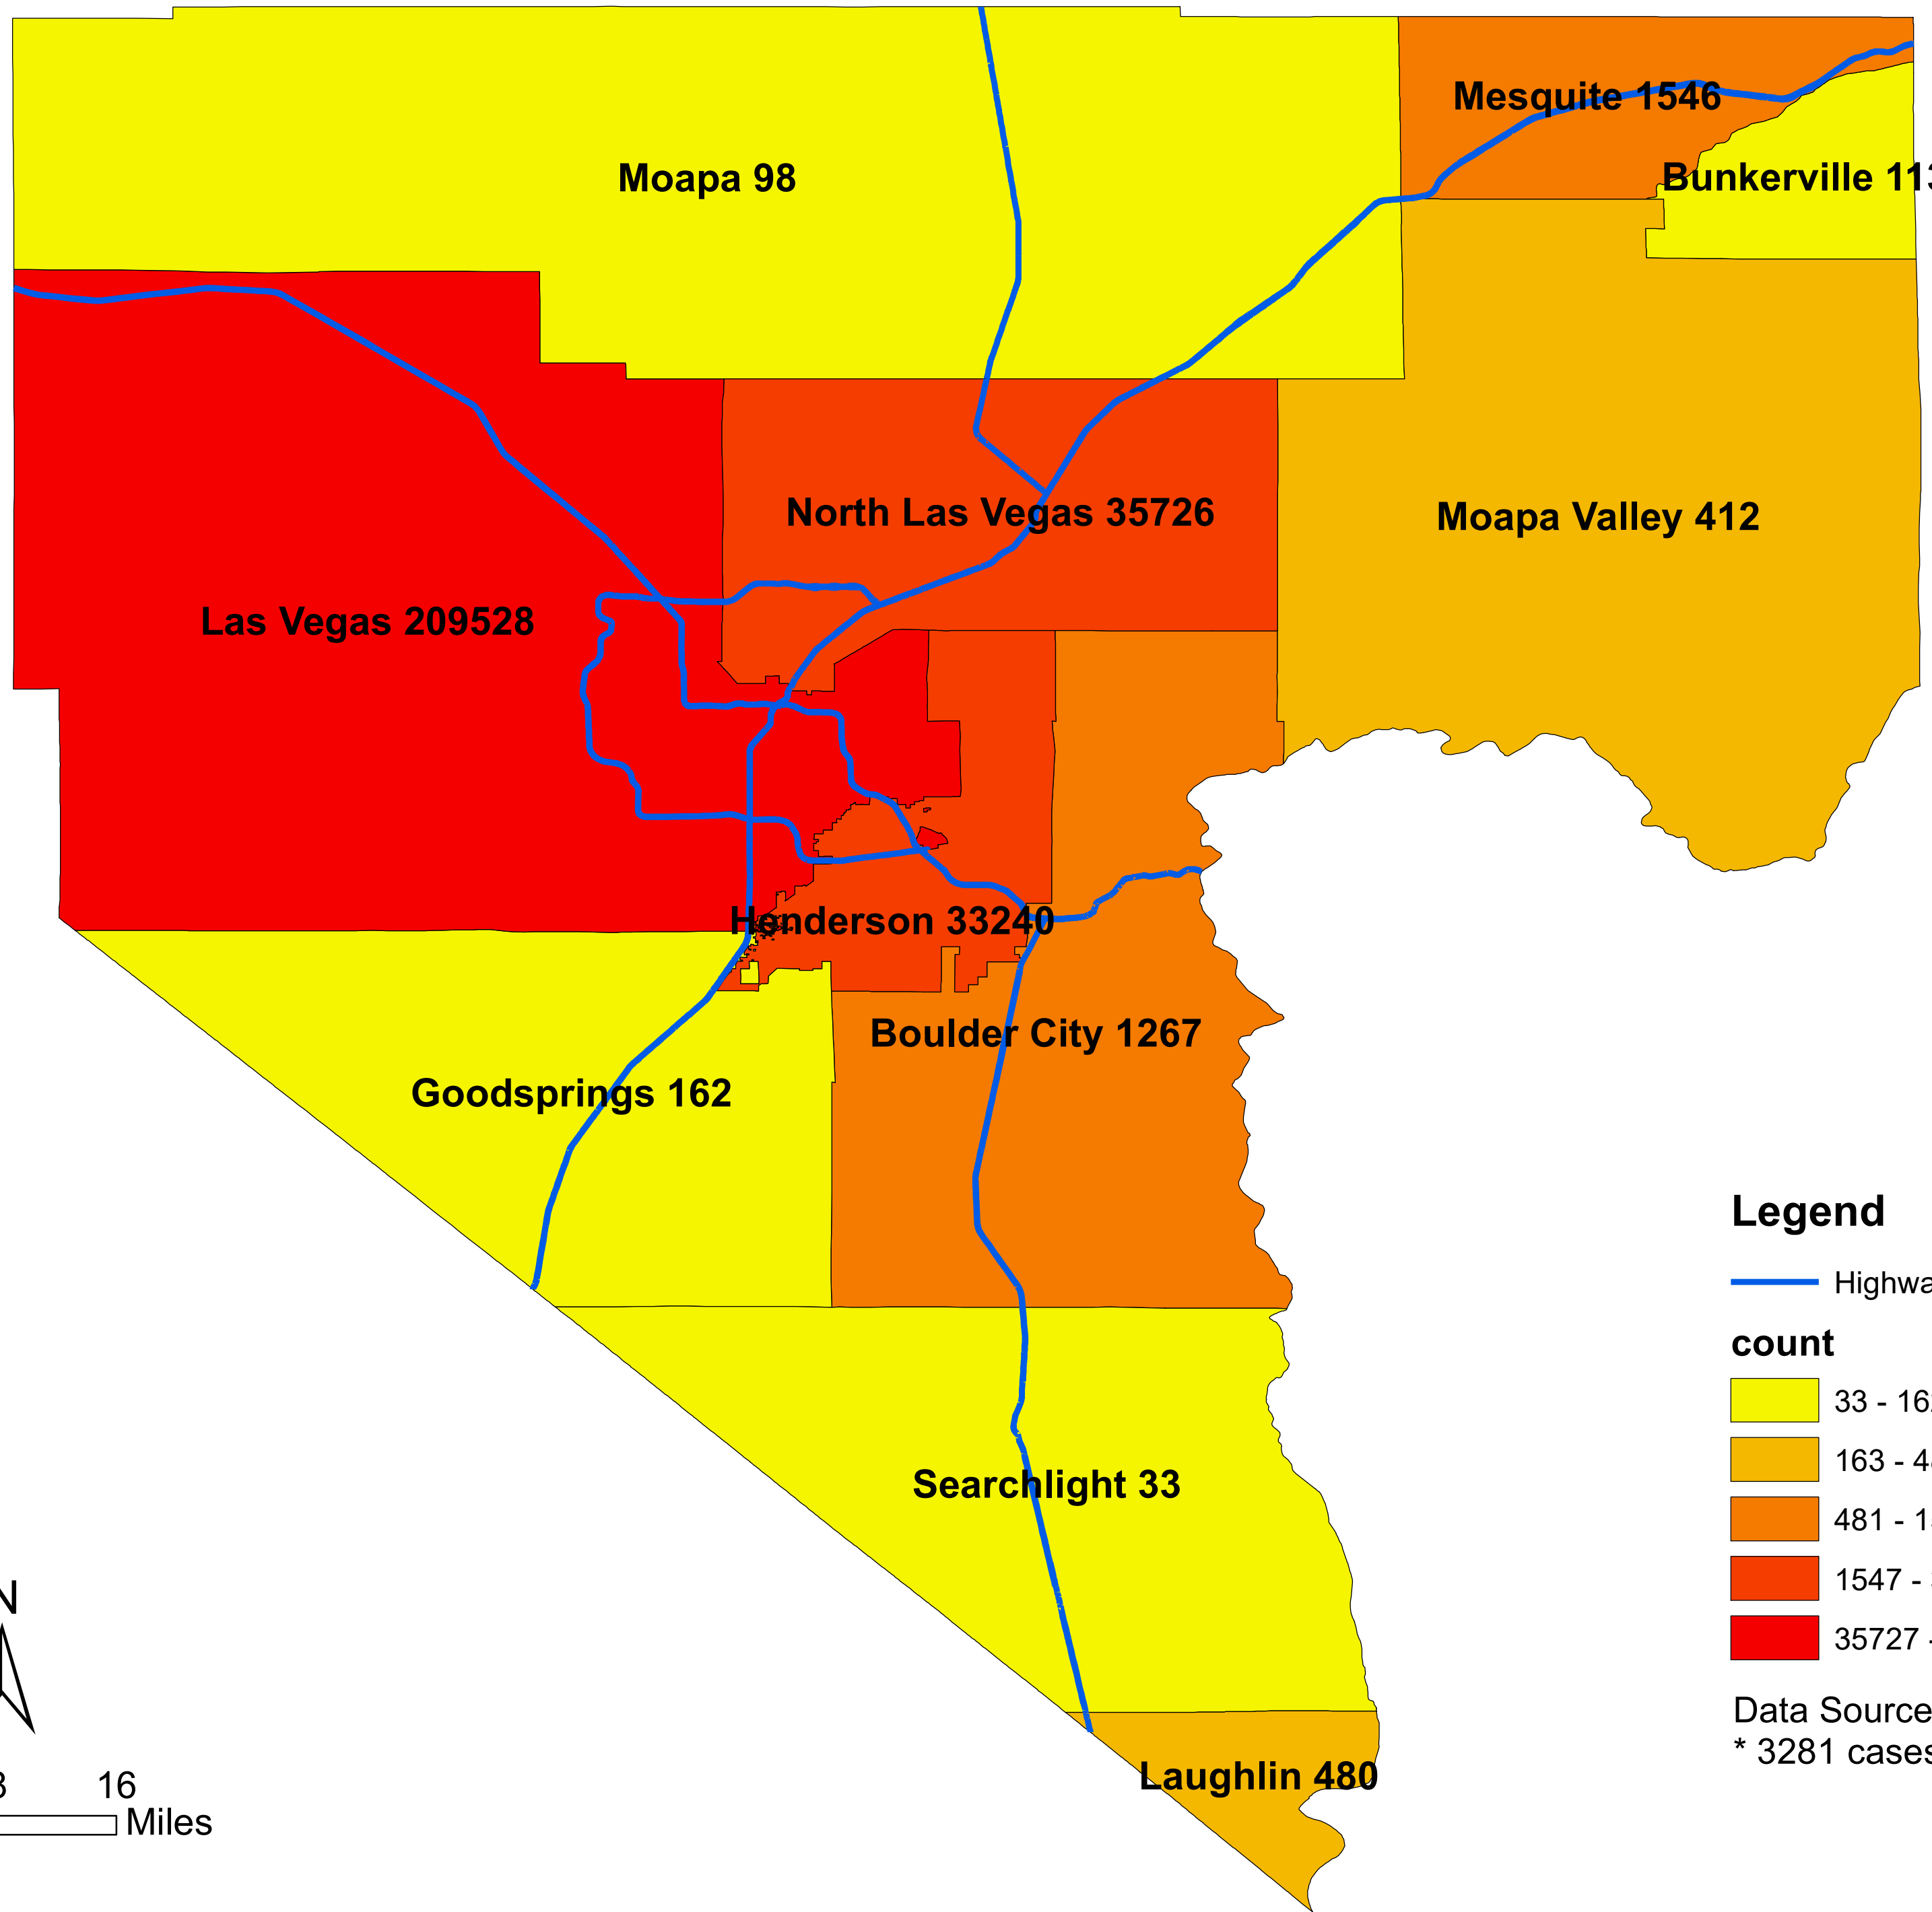 Mesquite 1546
Moapa 98
Bunkerville 113
North Las Vegas 35726
Moapa Valley 412
Las Vegas 209528
Henderson 33240
Boulder City 1267
Goodsprings 162
Legend
count
33 - 16
163 - 4
Searchlight 33
481 - 1
1547 -
N
35727 -
Data Source
* 3281 cases
Laughlin 480
16
Miles